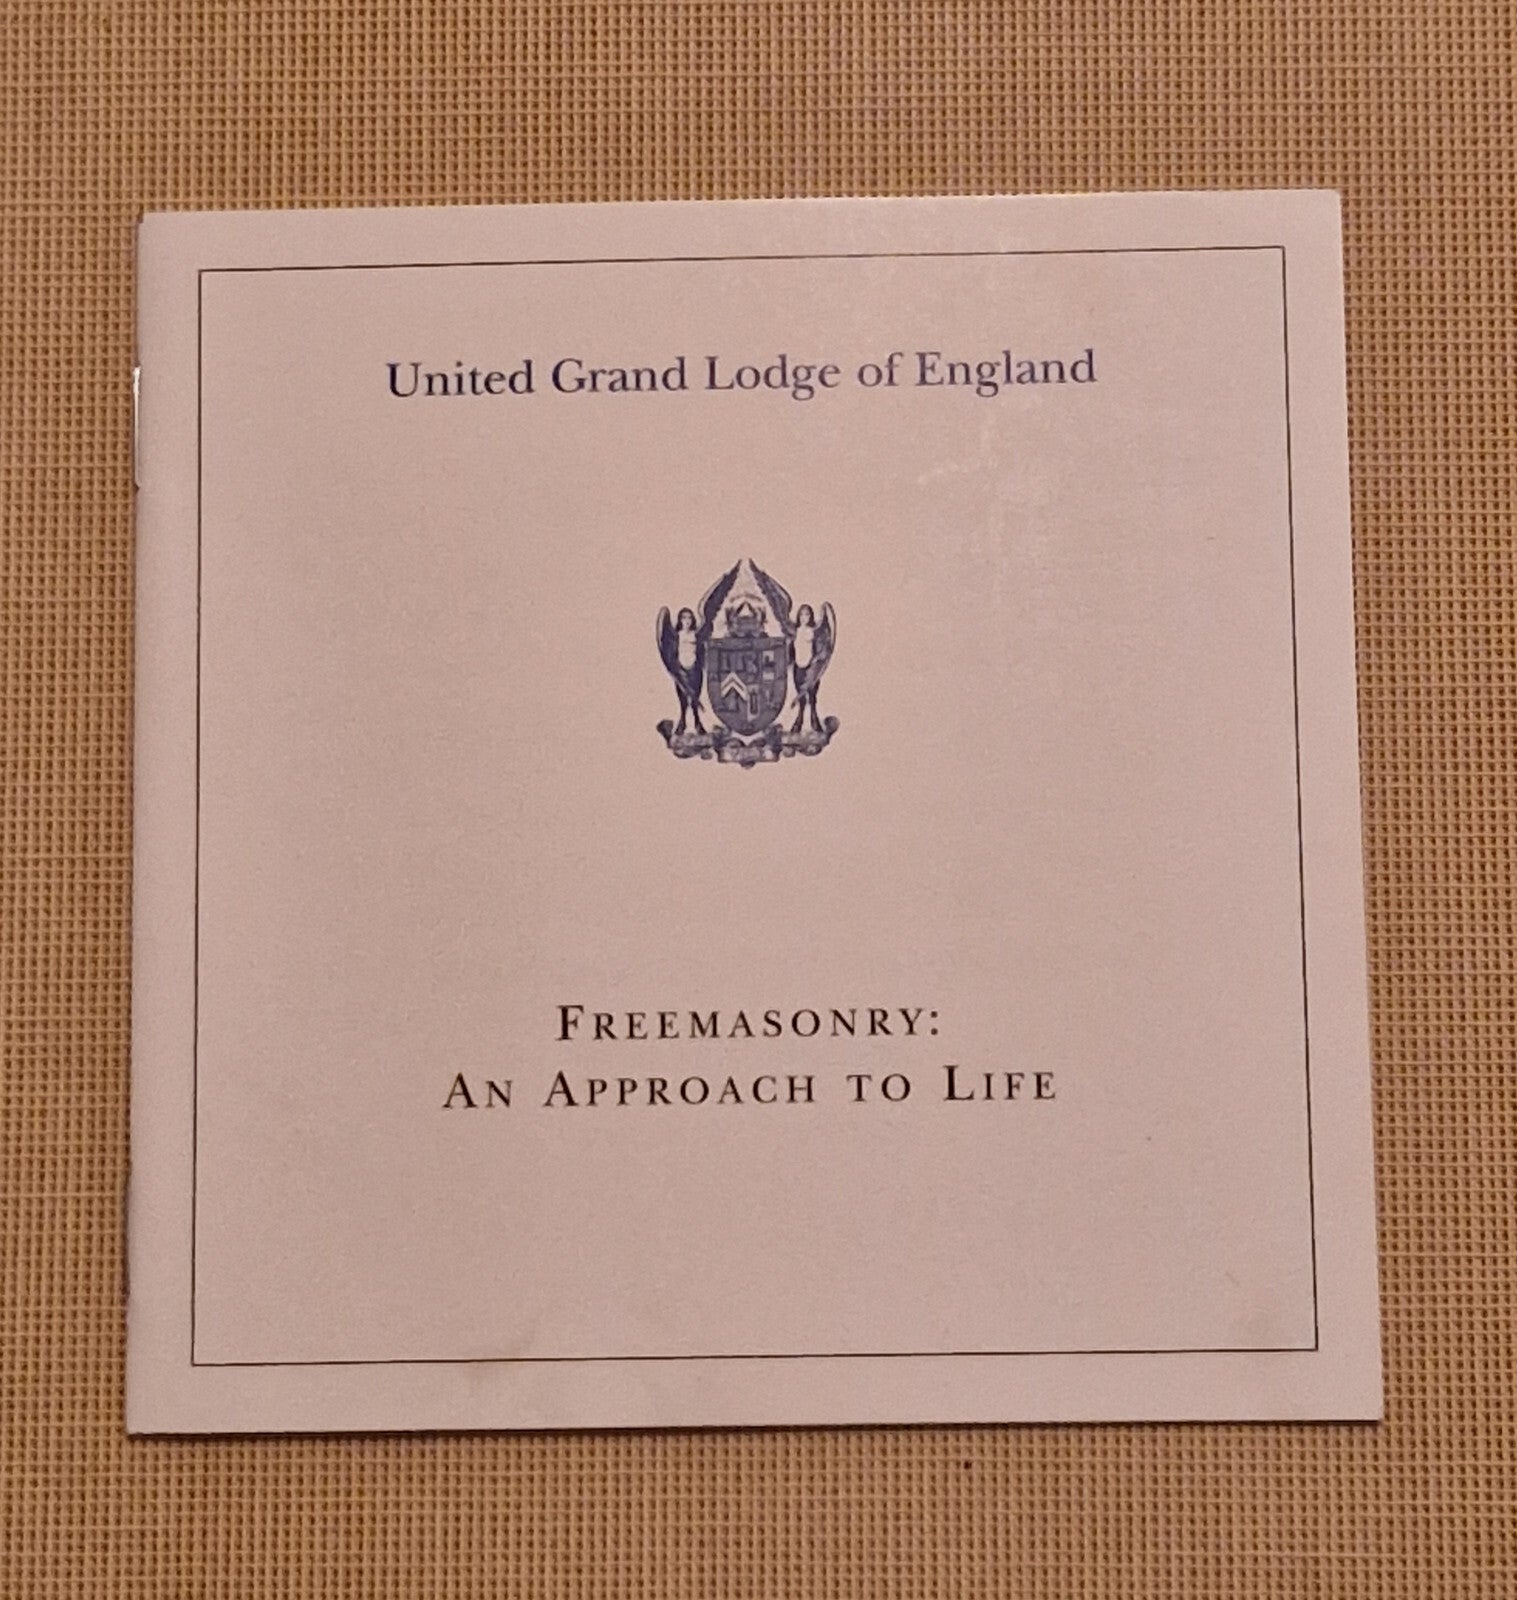 United Grand Lodge of England
FREEMASONRY:
AN APPROACH TO LIFE